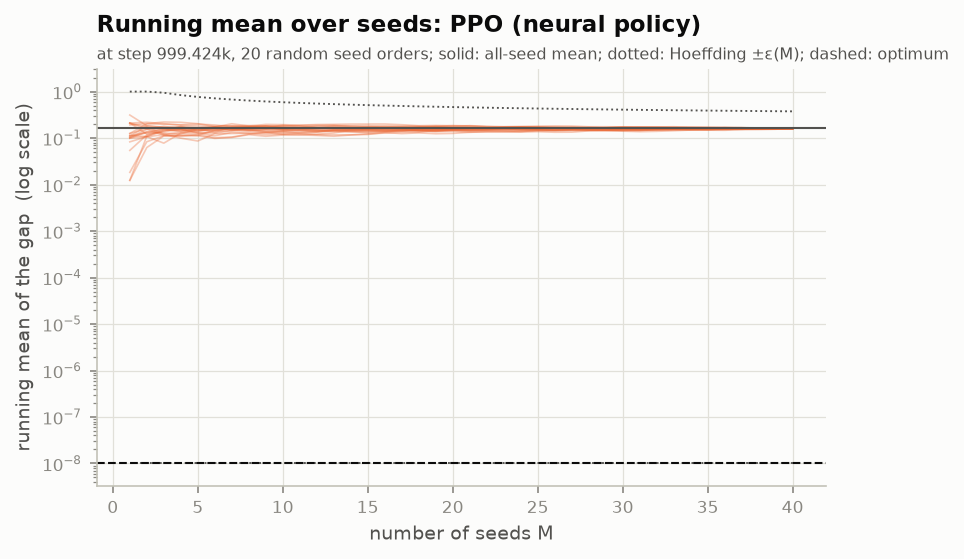 Running mean over seeds: PPO (neural policy)
at step 999.424k, 20 random seed orders; solid: all-seed mean; dotted: Hoeffding ±ε(M); dashed: optimum
running mean of the gap (log scale)
10⁰
10⁻¹
10⁻²
10⁻³
10⁻⁴
10⁻⁵
10⁻⁶
10⁻⁷
10⁻⁸
0 5 10 15 20 25 30 35 40
number of seeds M